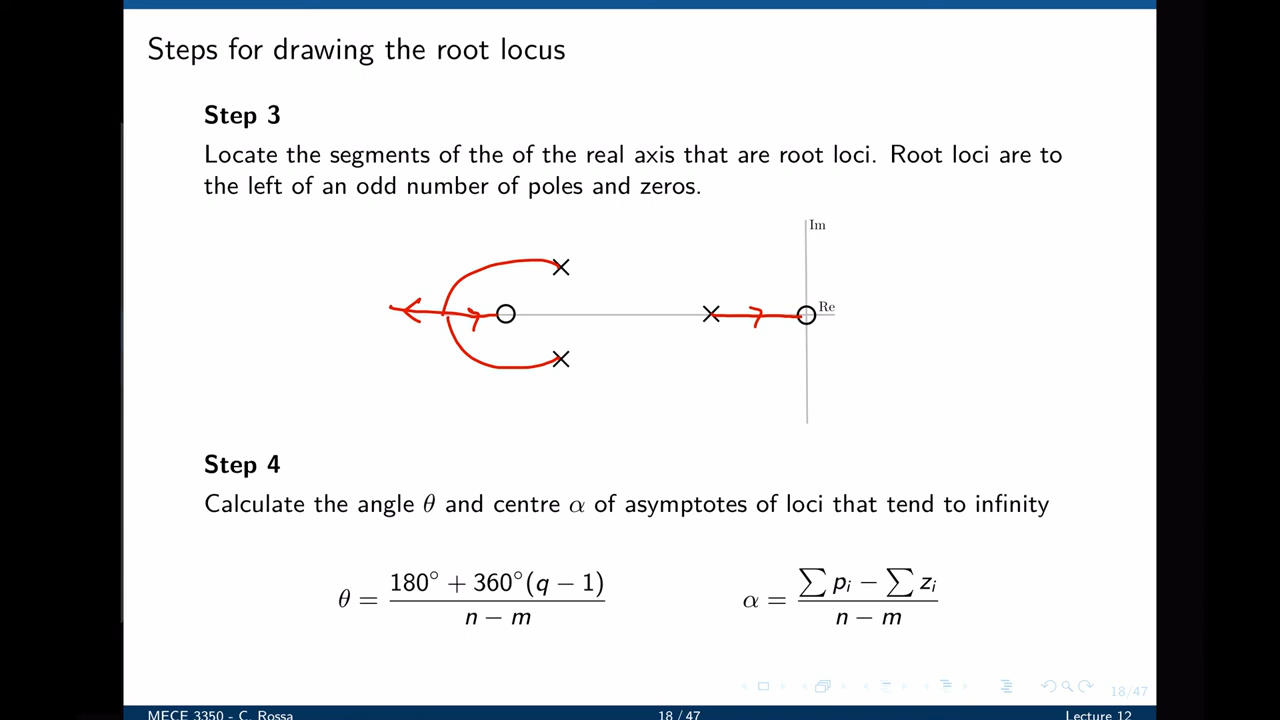 Steps for drawing the root locus
Step 3
Locate the segments of the of the real axis that are root loci. Root loci are to
the left of an odd number of poles and zeros.
Im
Re
Step 4
Calculate the angle θ and centre α of asymptotes of loci that tend to infinity
θ = (180° + 360°(q − 1)) / (n − m)
α = (∑ pᵢ − ∑ zᵢ) / (n − m)
18/47
MECE 3350 - C. Rossa
18 / 47
Lecture 12